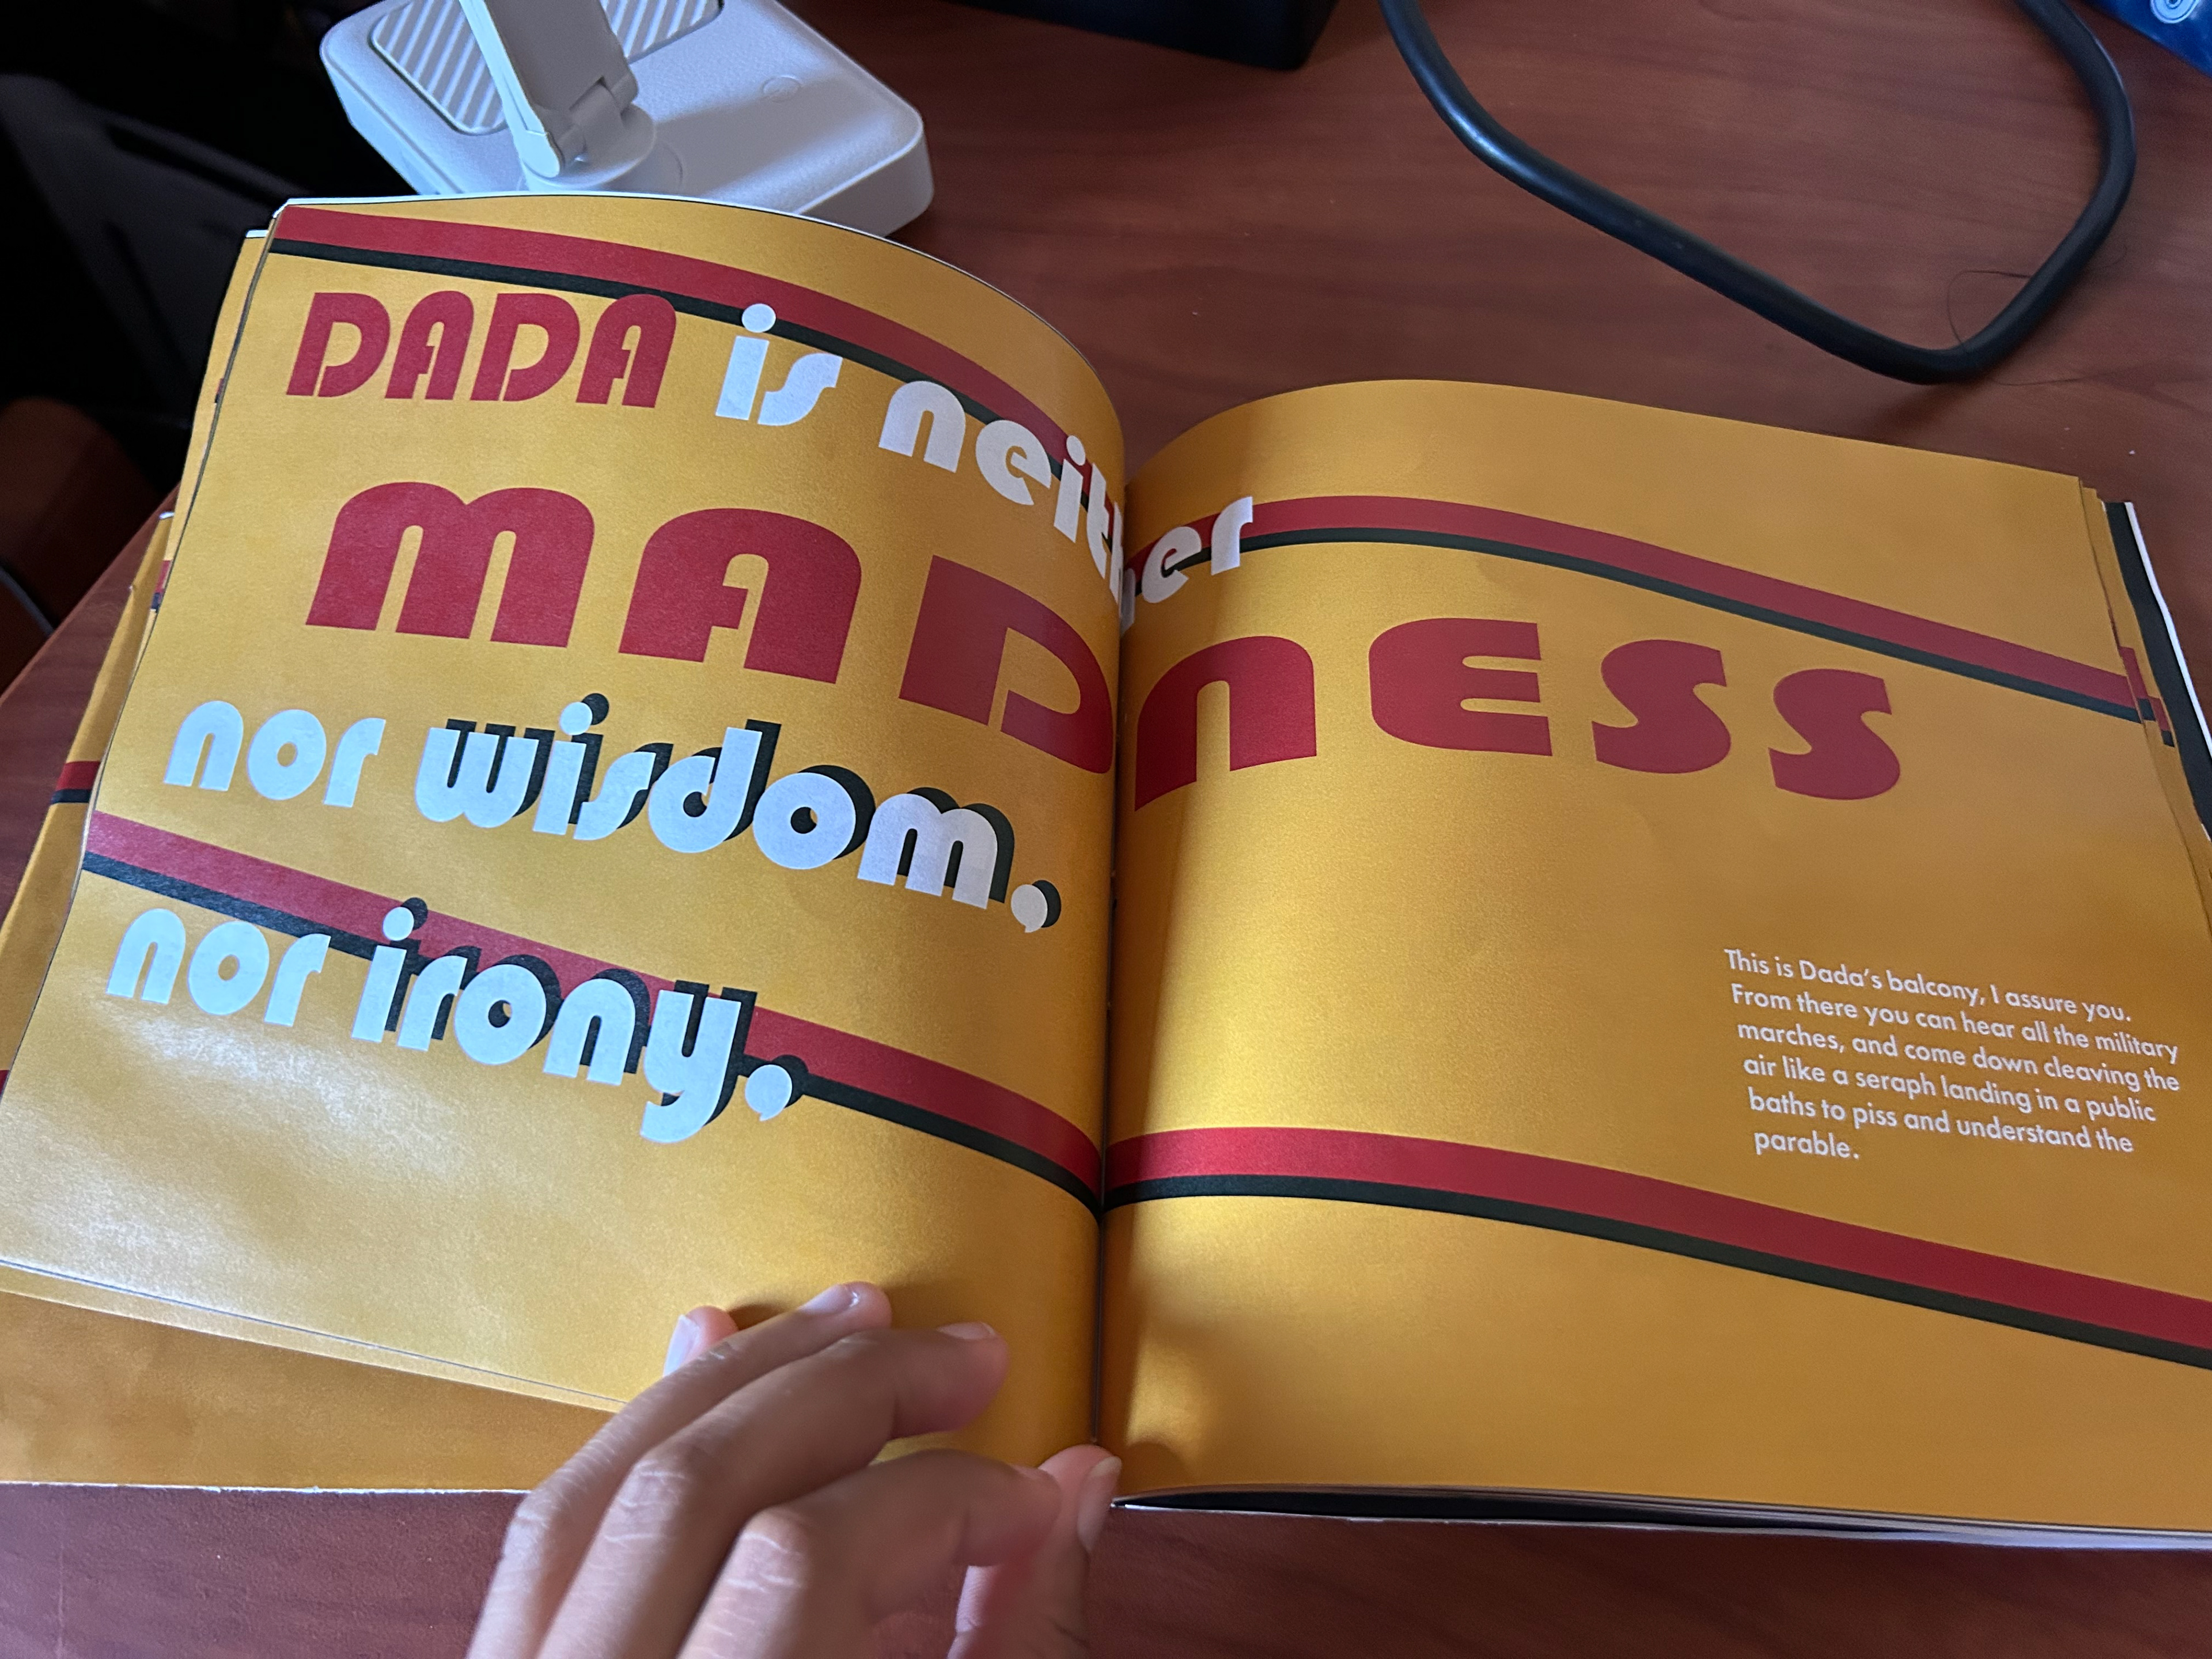 DADA is neither
MADNESS
nor wisdom,
nor irony,
This is Dada's balcony, I assure you.
From there you can hear all the military
marches, and come down cleaving the
air like a seraph landing in a public
baths to piss and understand the
parable.